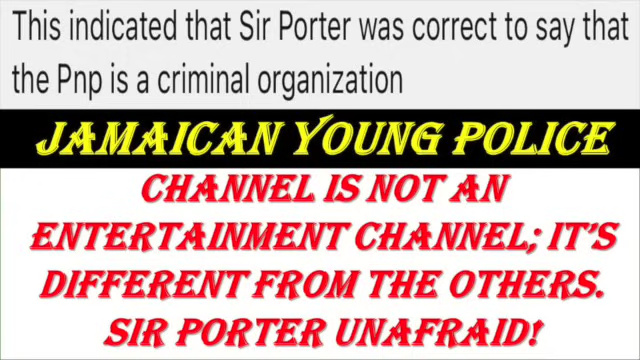 This indicated that Sir Porter was correct to say that
the Pnp is a criminal organization
JAMAICAN YOUNG POLICE
CHANNEL IS NOT AN
ENTERTAINMENT CHANNEL; IT'S
DIFFERENT FROM THE OTHERS.
SIR PORTER UNAFRAID!